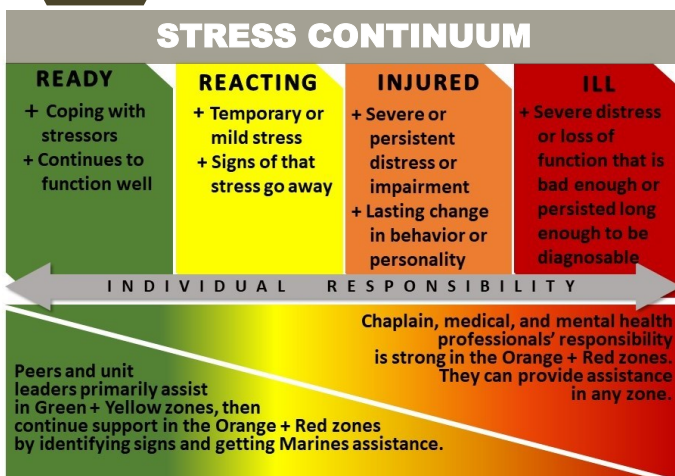 STRESS CONTINUUM
READY
+ Coping with
stressors
+ Continues to
function well
REACTING
+ Temporary or
mild stress
+ Signs of that
stress go away
INJURED
+ Severe or
persistent
distress or
impairment
+ Lasting change
in behavior or
personality
ILL
+ Severe distress
or loss of
function that is
bad enough or
persisted long
enough to be
diagnosable
INDIVIDUAL RESPONSIBILITY
Chaplain, medical, and mental health
professionals' responsibility
is strong in the Orange + Red zones.
They can provide assistance
in any zone.
Peers and unit
leaders primarily assist
in Green + Yellow zones, then
continue support in the Orange + Red zones
by identifying signs and getting Marines assistance.